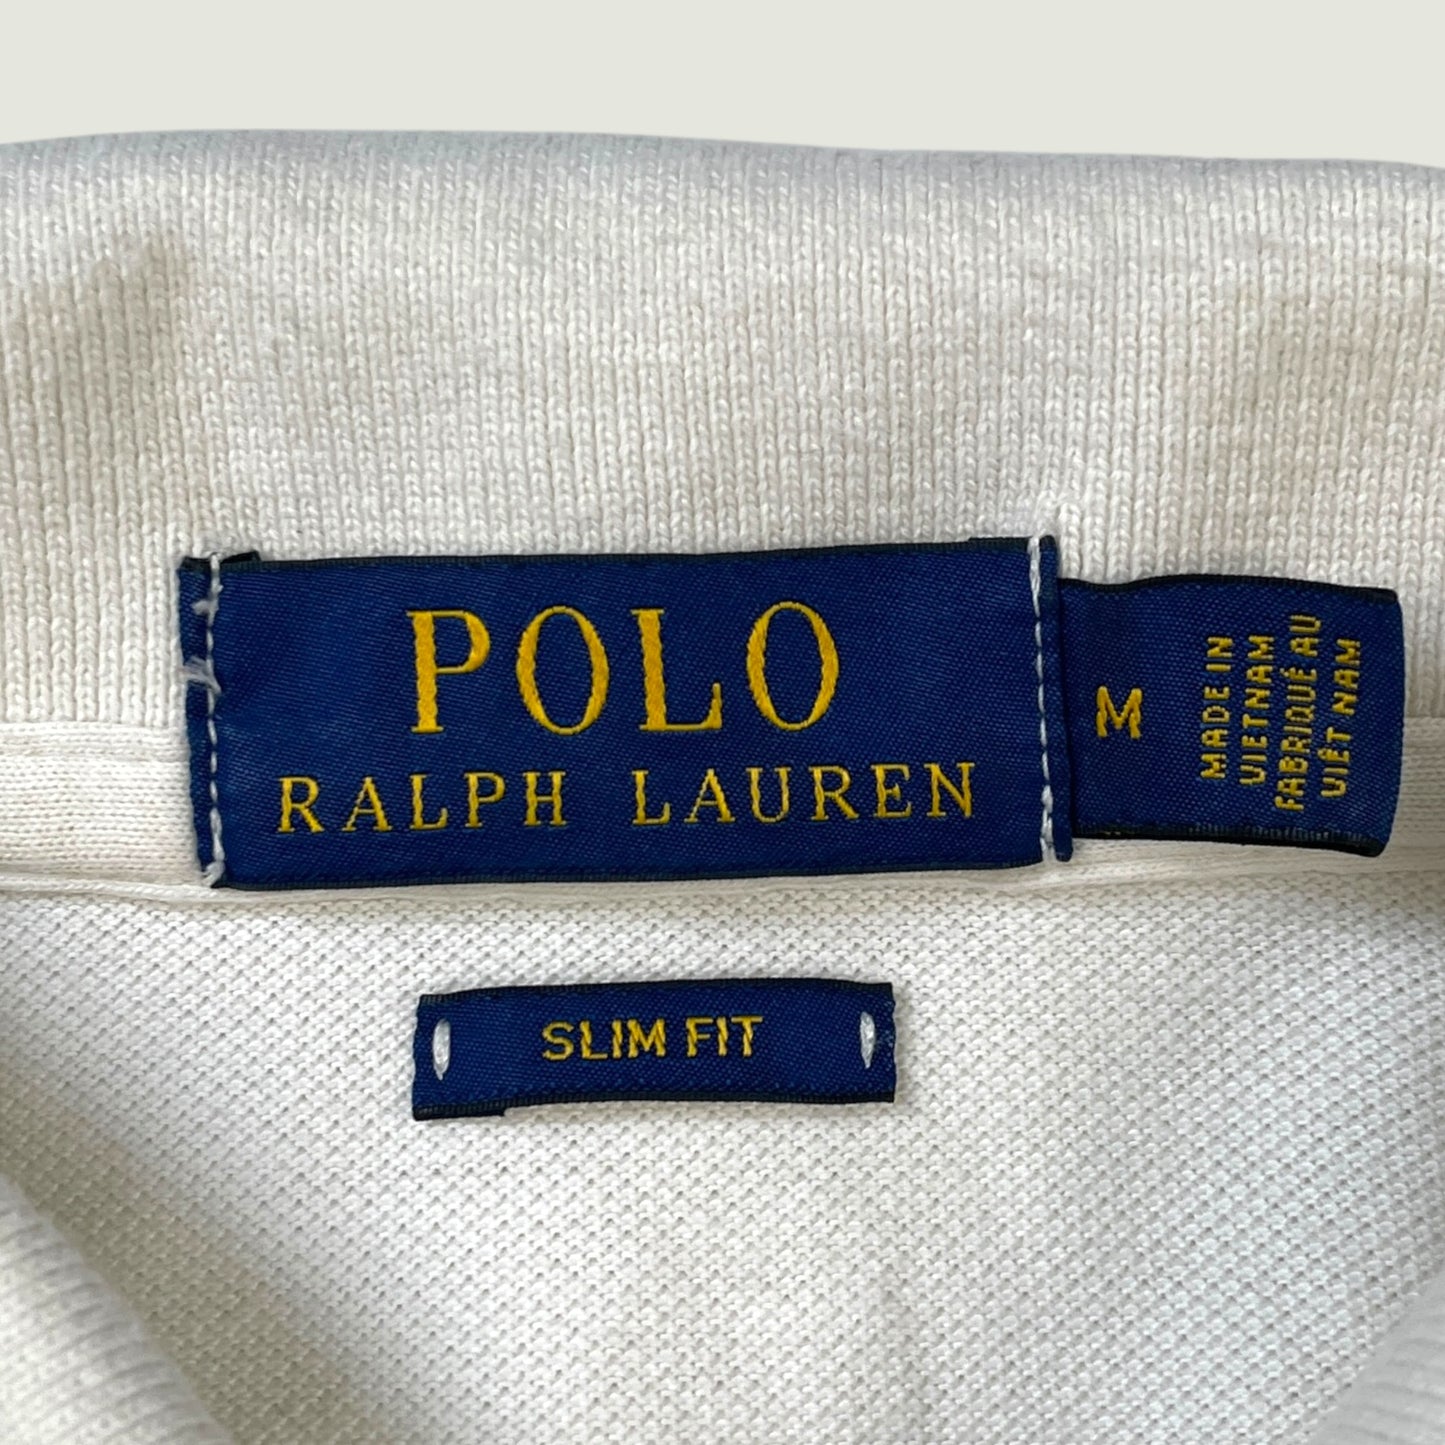 POLO
RALPH LAUREN
M
MADE IN
VIETNAM
FABRIQUÉ AU
VIÊT NAM
SLIM FIT